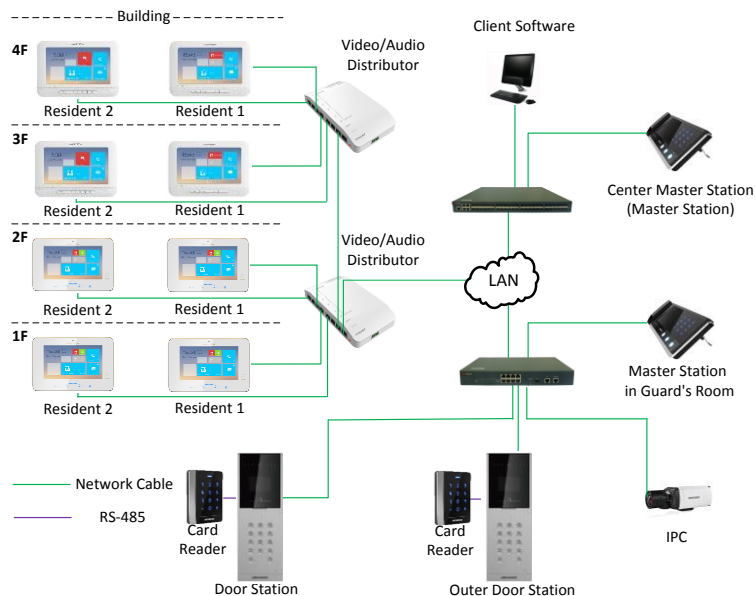 Building
4F
Resident 2
Resident 1
Video/Audio
Distributor
3F
Resident 2
Resident 1
2F
Resident 2
Resident 1
Video/Audio
Distributor
1F
Resident 2
Resident 1
Client Software
Center Master Station
(Master Station)
LAN
Master Station
in Guard's Room
Network Cable
RS-485
Card
Reader
Door Station
Card
Reader
Outer Door Station
IPC